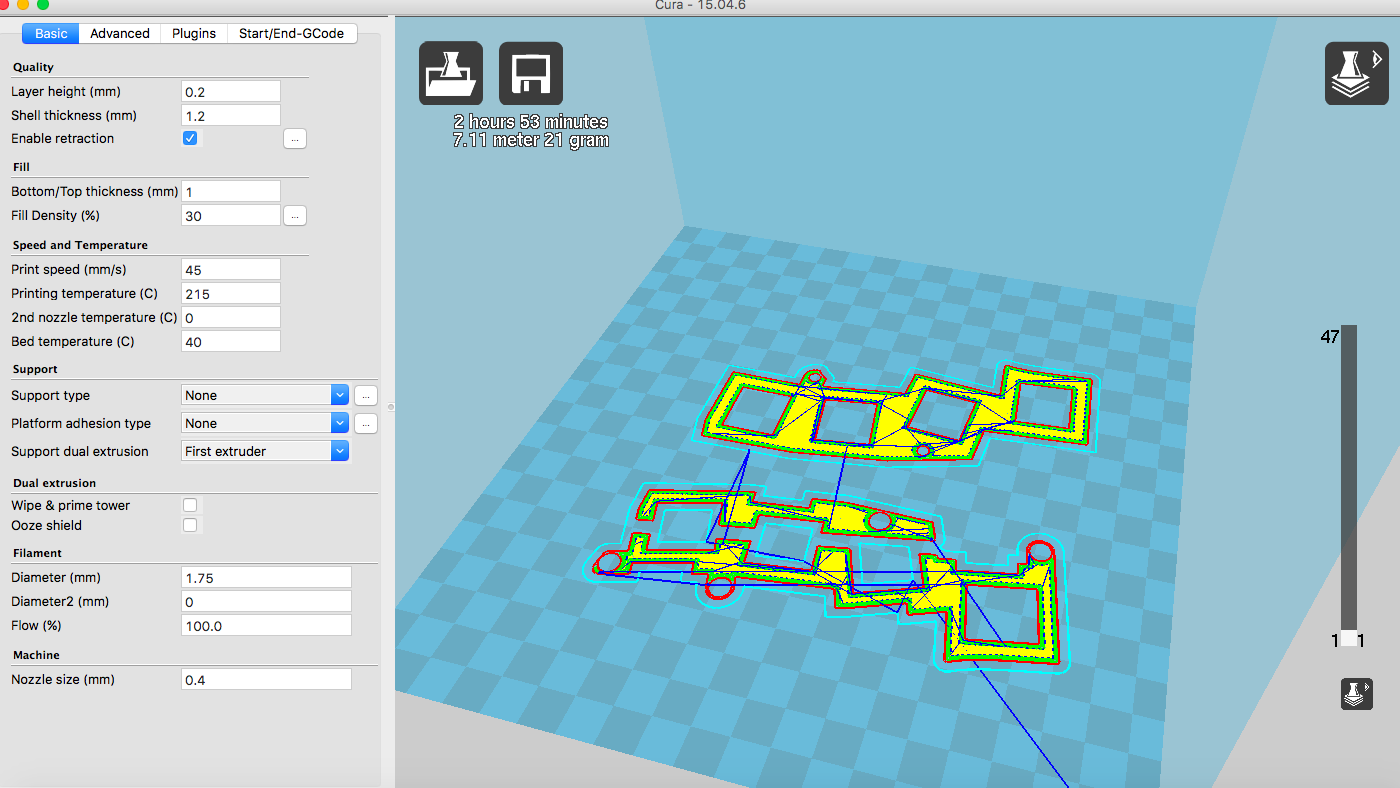 Cura - 15.04.6
Basic Advanced Plugins Start/End-GCode
Quality
Layer height (mm) 0.2
Shell thickness (mm) 1.2
Enable retraction ...
Fill
Bottom/Top thickness (mm) 1
Fill Density (%) 30 ...
Speed and Temperature
Print speed (mm/s) 45
Printing temperature (C) 215
2nd nozzle temperature (C) 0
Bed temperature (C) 40
Support
Support type None ...
Platform adhesion type None ...
Support dual extrusion First extruder
Dual extrusion
Wipe & prime tower
Ooze shield
Filament
Diameter (mm) 1.75
Diameter2 (mm) 0
Flow (%) 100.0
Machine
Nozzle size (mm) 0.4
2 hours 53 minutes
7.11 meter 21 gram
47
1 1